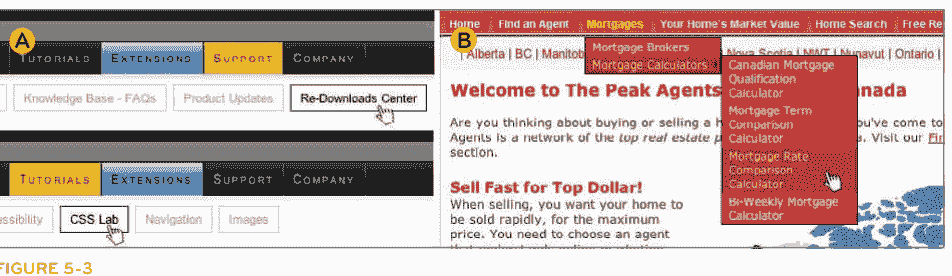 A
TUTORIALS EXTENSIONS SUPPORT COMPANY
Knowledge Base - FAQs Product Updates Re-Downloads Center
TUTORIALS EXTENSIONS SUPPORT COMPANY
ssibility CSS Lab Navigation Images
B
Home Find an Agent Mortgages Your Home's Market Value Home Search Free Re
Alberta | BC | Manitob Nova Scotia | NWT | Nunavut | Ontario |
Mortgage Brokers
Mortgage Calculators
Canadian Mortgage
Qualification
Calculator
Mortgage Term
Comparison
Calculator
Mortgage Rate
Comparison
Calculator
Bi-Weekly Mortgage
Calculator
Welcome to The Peak Agents anada
Are you thinking about buying or selling a h ou've come to
Agents is a network of the top real estate p a. Visit our Fir
section.
Sell Fast for Top Dollar!
When selling, you want your home to
be sold rapidly, for the maximum
price. You need to choose an agent
FIGURE 5-3